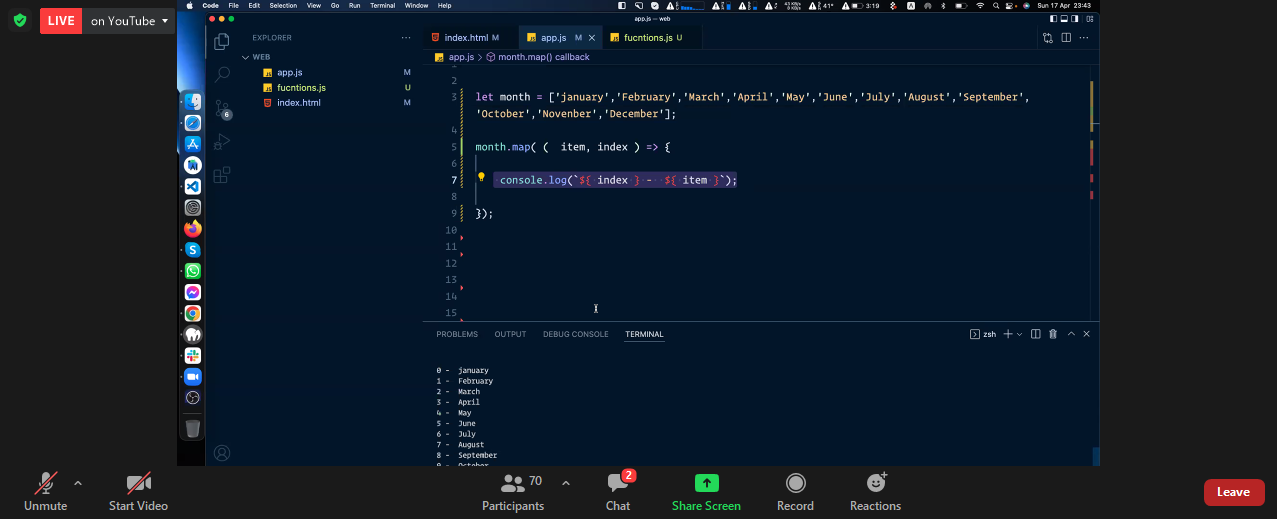 LIVE on YouTube
Code File Edit Selection View Go Run Terminal Window Help
3:19
Sun 17 Apr 23:43
app.js — web
EXPLORER
WEB
app.js M
fucntions.js U
index.html M
6
index.html M app.js M fucntions.js U
app.js > month.map() callback
2
3 let month = ['january','February','March','April','May','June','July','August','September',
'October','Novenber','December'];
4
5 month.map( ( item, index ) => {
6
7 console.log(`${ index } - ${ item }`);
8
9 });
10
11
12
13
14
15
PROBLEMS OUTPUT DEBUG CONSOLE TERMINAL
zsh
0 - january
1 - February
2 - March
3 - April
4 - May
5 - June
6 - July
7 - August
8 - September
9 - October
Unmute
Start Video
70
Participants
2
Chat
Share Screen
Record
Reactions
Leave